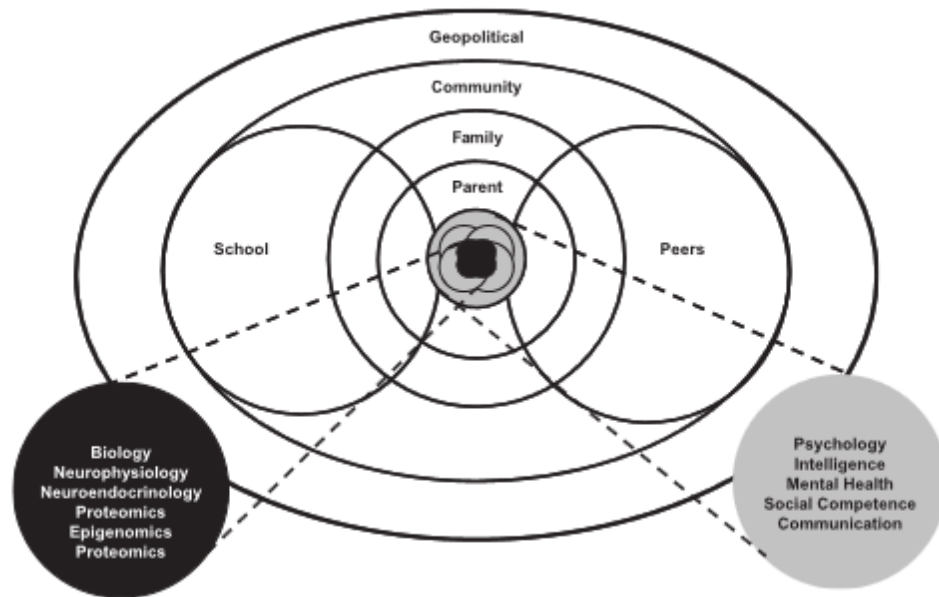 Geopolitical
Community
Family
Parent
School
Peers
Biology
Neurophysiology
Neuroendocrinology
Proteomics
Epigenomics
Proteomics
Psychology
Intelligence
Mental Health
Social Competence
Communication